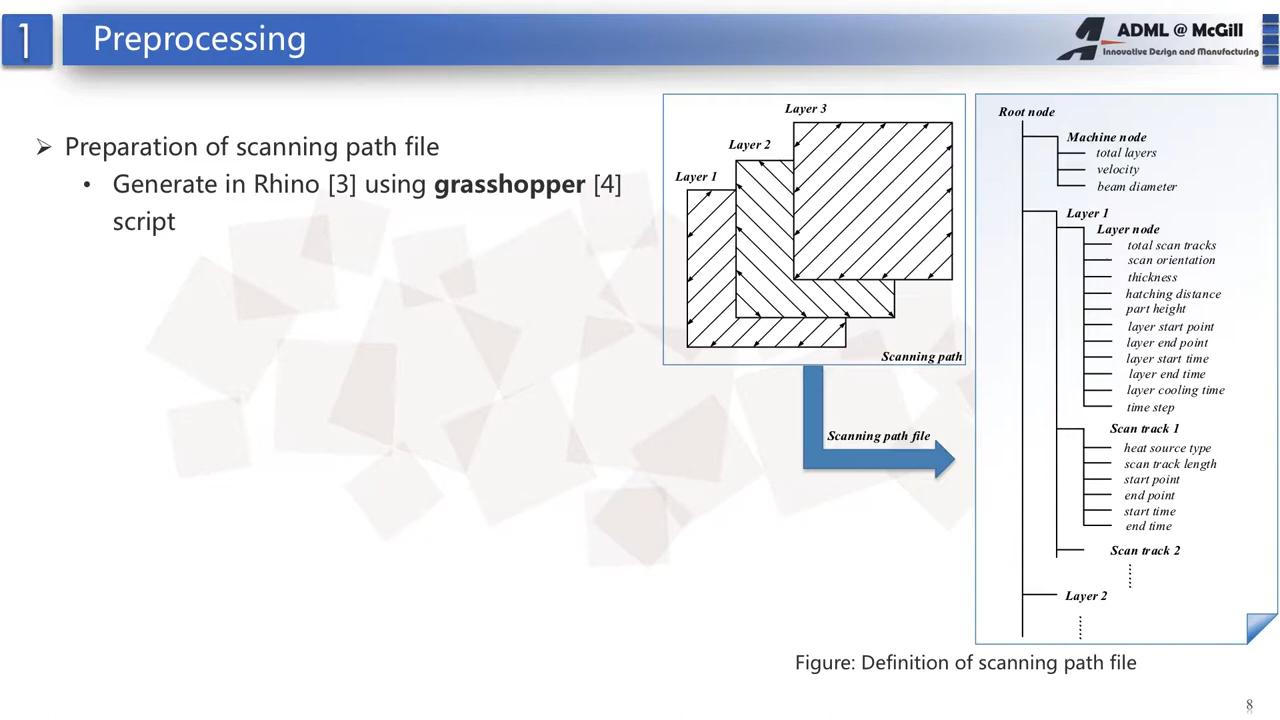 1
Preprocessing
ADML @ McGill
Innovative Design and Manufacturing
➢ Preparation of scanning path file
• Generate in Rhino [3] using grasshopper [4]
script
Layer 3
Layer 2
Layer 1
Scanning path
Scanning path file
Root node
Machine node
total layers
velocity
beam diameter
Layer 1
Layer node
total scan tracks
scan orientation
thickness
hatching distance
part height
layer start point
layer end point
layer start time
layer end time
layer cooling time
time step
Scan track 1
heat source type
scan track length
start point
end point
start time
end time
Scan track 2
Layer 2
Figure: Definition of scanning path file
8